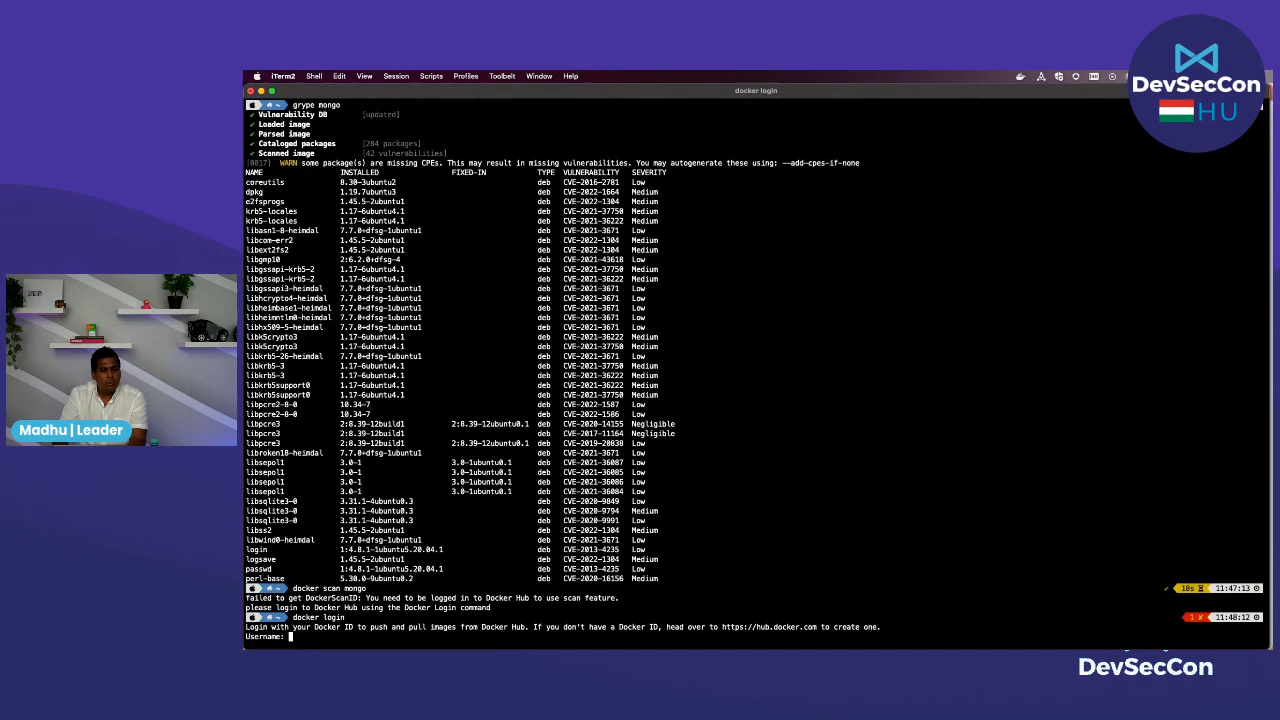 iTerm2 Shell Edit View Session Scripts Profiles Toolbelt Window Help
docker login
DevSecCon
HU
~ grype mongo
✓ Vulnerability DB [updated]
✓ Loaded image
✓ Parsed image
✓ Cataloged packages [284 packages]
✓ Scanned image [42 vulnerabilities]
[0017] WARN some package(s) are missing CPEs. This may result in missing vulnerabilities. You may autogenerate these using: --add-cpes-if-none
NAME INSTALLED FIXED-IN TYPE VULNERABILITY SEVERITY
coreutils 8.30-3ubuntu2 deb CVE-2016-2781 Low
dpkg 1.19.7ubuntu3 deb CVE-2022-1664 Medium
e2fsprogs 1.45.5-2ubuntu1 deb CVE-2022-1304 Medium
krb5-locales 1.17-6ubuntu4.1 deb CVE-2021-37750 Medium
krb5-locales 1.17-6ubuntu4.1 deb CVE-2021-36222 Medium
libasn1-8-heimdal 7.7.0+dfsg-1ubuntu1 deb CVE-2021-3671 Low
libcom-err2 1.45.5-2ubuntu1 deb CVE-2022-1304 Medium
libext2fs2 1.45.5-2ubuntu1 deb CVE-2022-1304 Medium
libgmp10 2:6.2.0+dfsg-4 deb CVE-2021-43618 Low
libgssapi-krb5-2 1.17-6ubuntu4.1 deb CVE-2021-37750 Medium
libgssapi-krb5-2 1.17-6ubuntu4.1 deb CVE-2021-36222 Medium
libgssapi3-heimdal 7.7.0+dfsg-1ubuntu1 deb CVE-2021-3671 Low
libhcrypto4-heimdal 7.7.0+dfsg-1ubuntu1 deb CVE-2021-3671 Low
libheimbase1-heimdal 7.7.0+dfsg-1ubuntu1 deb CVE-2021-3671 Low
libheimntlm0-heimdal 7.7.0+dfsg-1ubuntu1 deb CVE-2021-3671 Low
libhx509-5-heimdal 7.7.0+dfsg-1ubuntu1 deb CVE-2021-3671 Low
libk5crypto3 1.17-6ubuntu4.1 deb CVE-2021-36222 Medium
libk5crypto3 1.17-6ubuntu4.1 deb CVE-2021-37750 Medium
libkrb5-26-heimdal 7.7.0+dfsg-1ubuntu1 deb CVE-2021-3671 Low
libkrb5-3 1.17-6ubuntu4.1 deb CVE-2021-37750 Medium
libkrb5-3 1.17-6ubuntu4.1 deb CVE-2021-36222 Medium
libkrb5support0 1.17-6ubuntu4.1 deb CVE-2021-36222 Medium
libkrb5support0 1.17-6ubuntu4.1 deb CVE-2021-37750 Medium
libpcre2-8-0 10.34-7 deb CVE-2022-1587 Low
libpcre2-8-0 10.34-7 deb CVE-2022-1586 Low
libpcre3 2:8.39-12build1 2:8.39-12ubuntu0.1 deb CVE-2020-14155 Negligible
libpcre3 2:8.39-12build1 deb CVE-2017-11164 Negligible
libpcre3 2:8.39-12build1 2:8.39-12ubuntu0.1 deb CVE-2019-20838 Low
libroken18-heimdal 7.7.0+dfsg-1ubuntu1 deb CVE-2021-3671 Low
libsepol1 3.0-1 3.0-1ubuntu0.1 deb CVE-2021-36087 Low
libsepol1 3.0-1 3.0-1ubuntu0.1 deb CVE-2021-36085 Low
libsepol1 3.0-1 3.0-1ubuntu0.1 deb CVE-2021-36086 Low
libsepol1 3.0-1 3.0-1ubuntu0.1 deb CVE-2021-36084 Low
libsqlite3-0 3.31.1-4ubuntu0.3 deb CVE-2020-9849 Low
libsqlite3-0 3.31.1-4ubuntu0.3 deb CVE-2020-9794 Medium
libsqlite3-0 3.31.1-4ubuntu0.3 deb CVE-2020-9991 Low
libss2 1.45.5-2ubuntu1 deb CVE-2022-1304 Medium
libwind0-heimdal 7.7.0+dfsg-1ubuntu1 deb CVE-2021-3671 Low
login 1:4.8.1-1ubuntu5.20.04.1 deb CVE-2013-4235 Low
logsave 1.45.5-2ubuntu1 deb CVE-2022-1304 Medium
passwd 1:4.8.1-1ubuntu5.20.04.1 deb CVE-2013-4235 Low
perl-base 5.30.0-9ubuntu0.2 deb CVE-2020-16156 Medium
~ docker scan mongo ✓ 18s 11:47:13
failed to get DockerScanID: You need to be logged in to Docker Hub to use scan feature.
please login to Docker Hub using the Docker Login command
~ docker login 1 ✘ 11:48:12
Login with your Docker ID to push and pull images from Docker Hub. If you don't have a Docker ID, head over to https://hub.docker.com to create one.
Username:
Madhu | Leader
DevSecCon